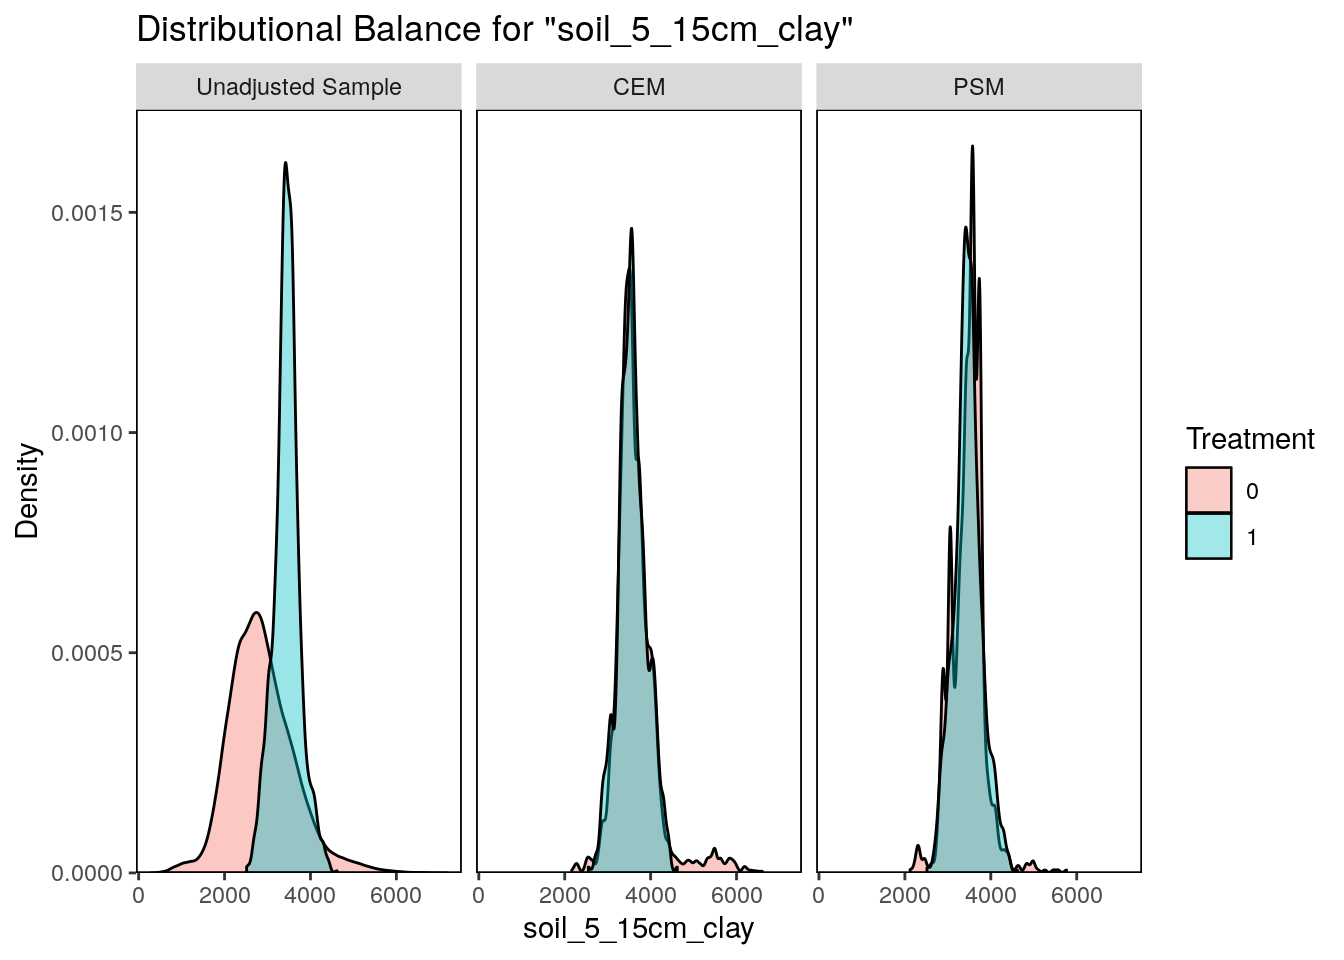 Distributional Balance for "soil_5_15cm_clay"
Unadjusted Sample
CEM
PSM
0.0015
0.0010
0.0005
0.0000
Density
0 2000 4000 6000
0 2000 4000 6000
0 2000 4000 6000
soil_5_15cm_clay
Treatment
0
1